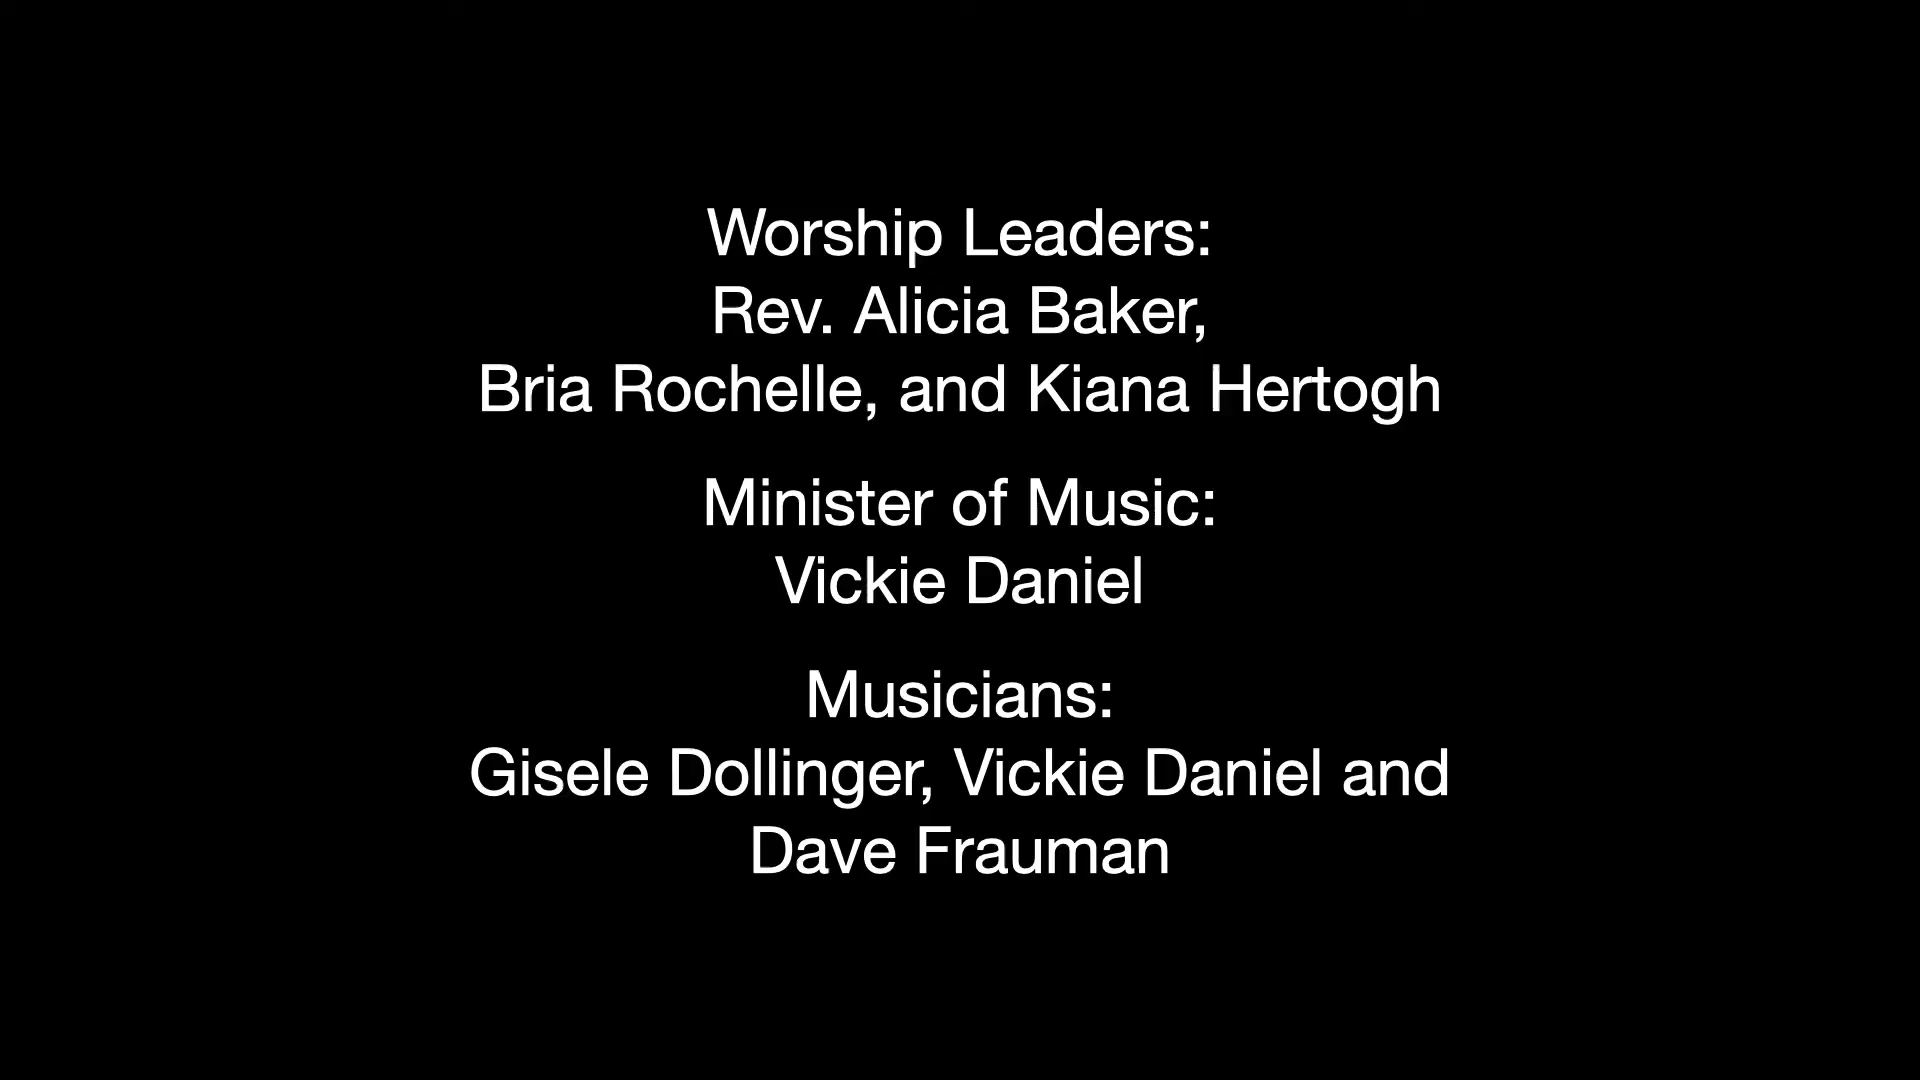 Worship Leaders:
Rev. Alicia Baker,
Bria Rochelle, and Kiana Hertogh
Minister of Music:
Vickie Daniel
Musicians:
Gisele Dollinger, Vickie Daniel and
Dave Frauman